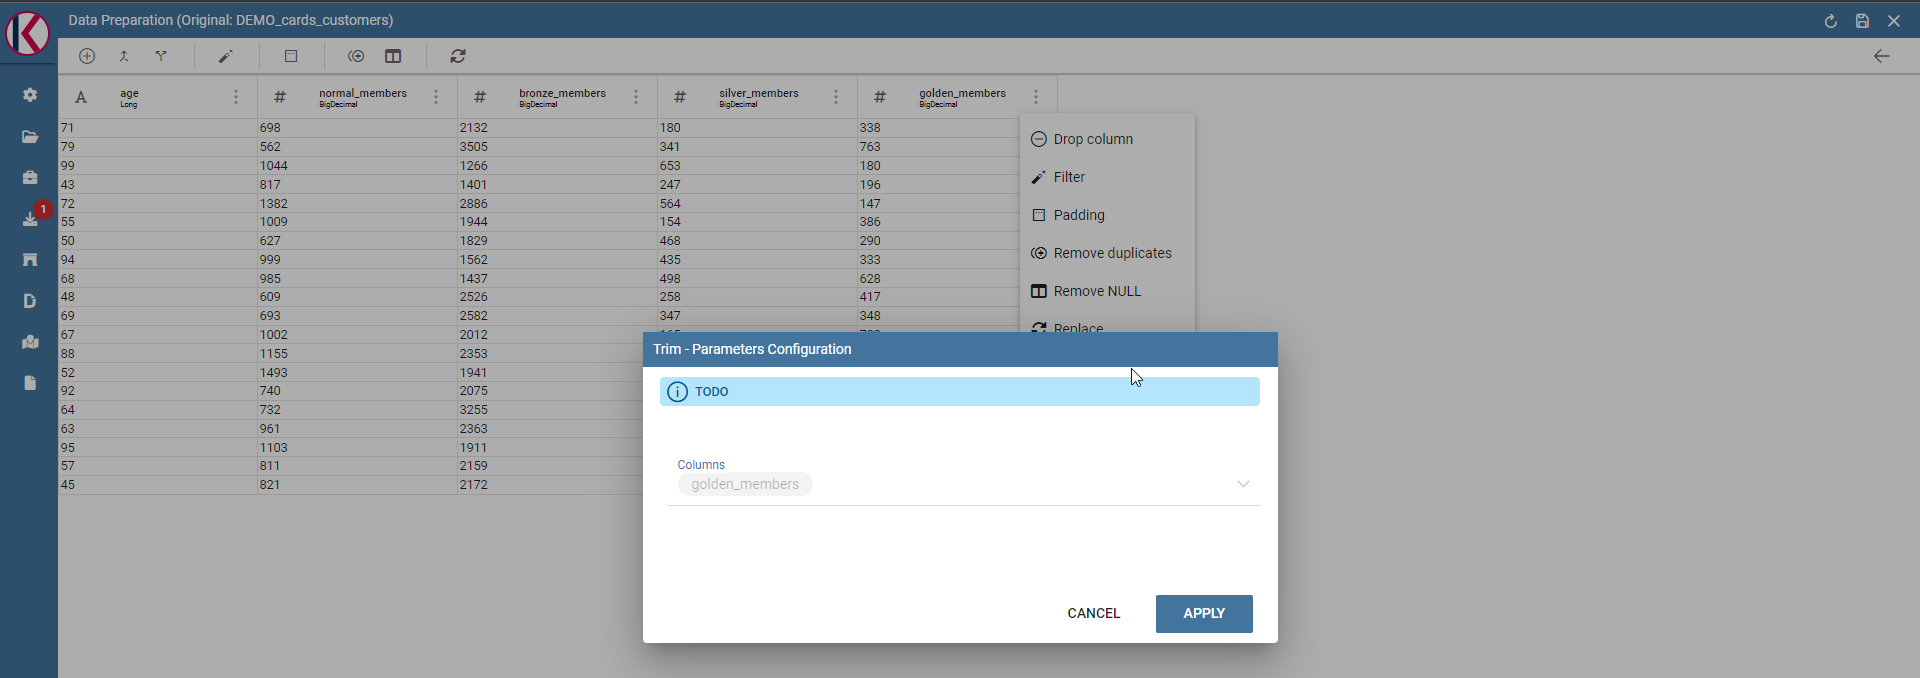 Data Preparation (Original: DEMO_cards_customers)
A age Long # normal_members BigDecimal # bronze_members BigDecimal # silver_members BigDecimal # golden_members BigDecimal
71 698 2132 180 338
79 562 3505 341 763
99 1044 1266 653 180
43 817 1401 247 196
72 1382 2886 564 147
55 1009 1944 154 386
50 627 1829 468 290
94 999 1562 435 333
68 985 1437 498 628
48 609 2526 258 417
69 693 2582 347 348
67 1002 2012
88 1155 2353
52 1493 1941
92 740 2075
64 732 3255
63 961 2363
95 1103 1911
57 811 2159
45 821 2172
1
D
Drop column
Filter
Padding
Remove duplicates
Remove NULL
Replace
Trim - Parameters Configuration
TODO
Columns
golden_members
CANCEL APPLY